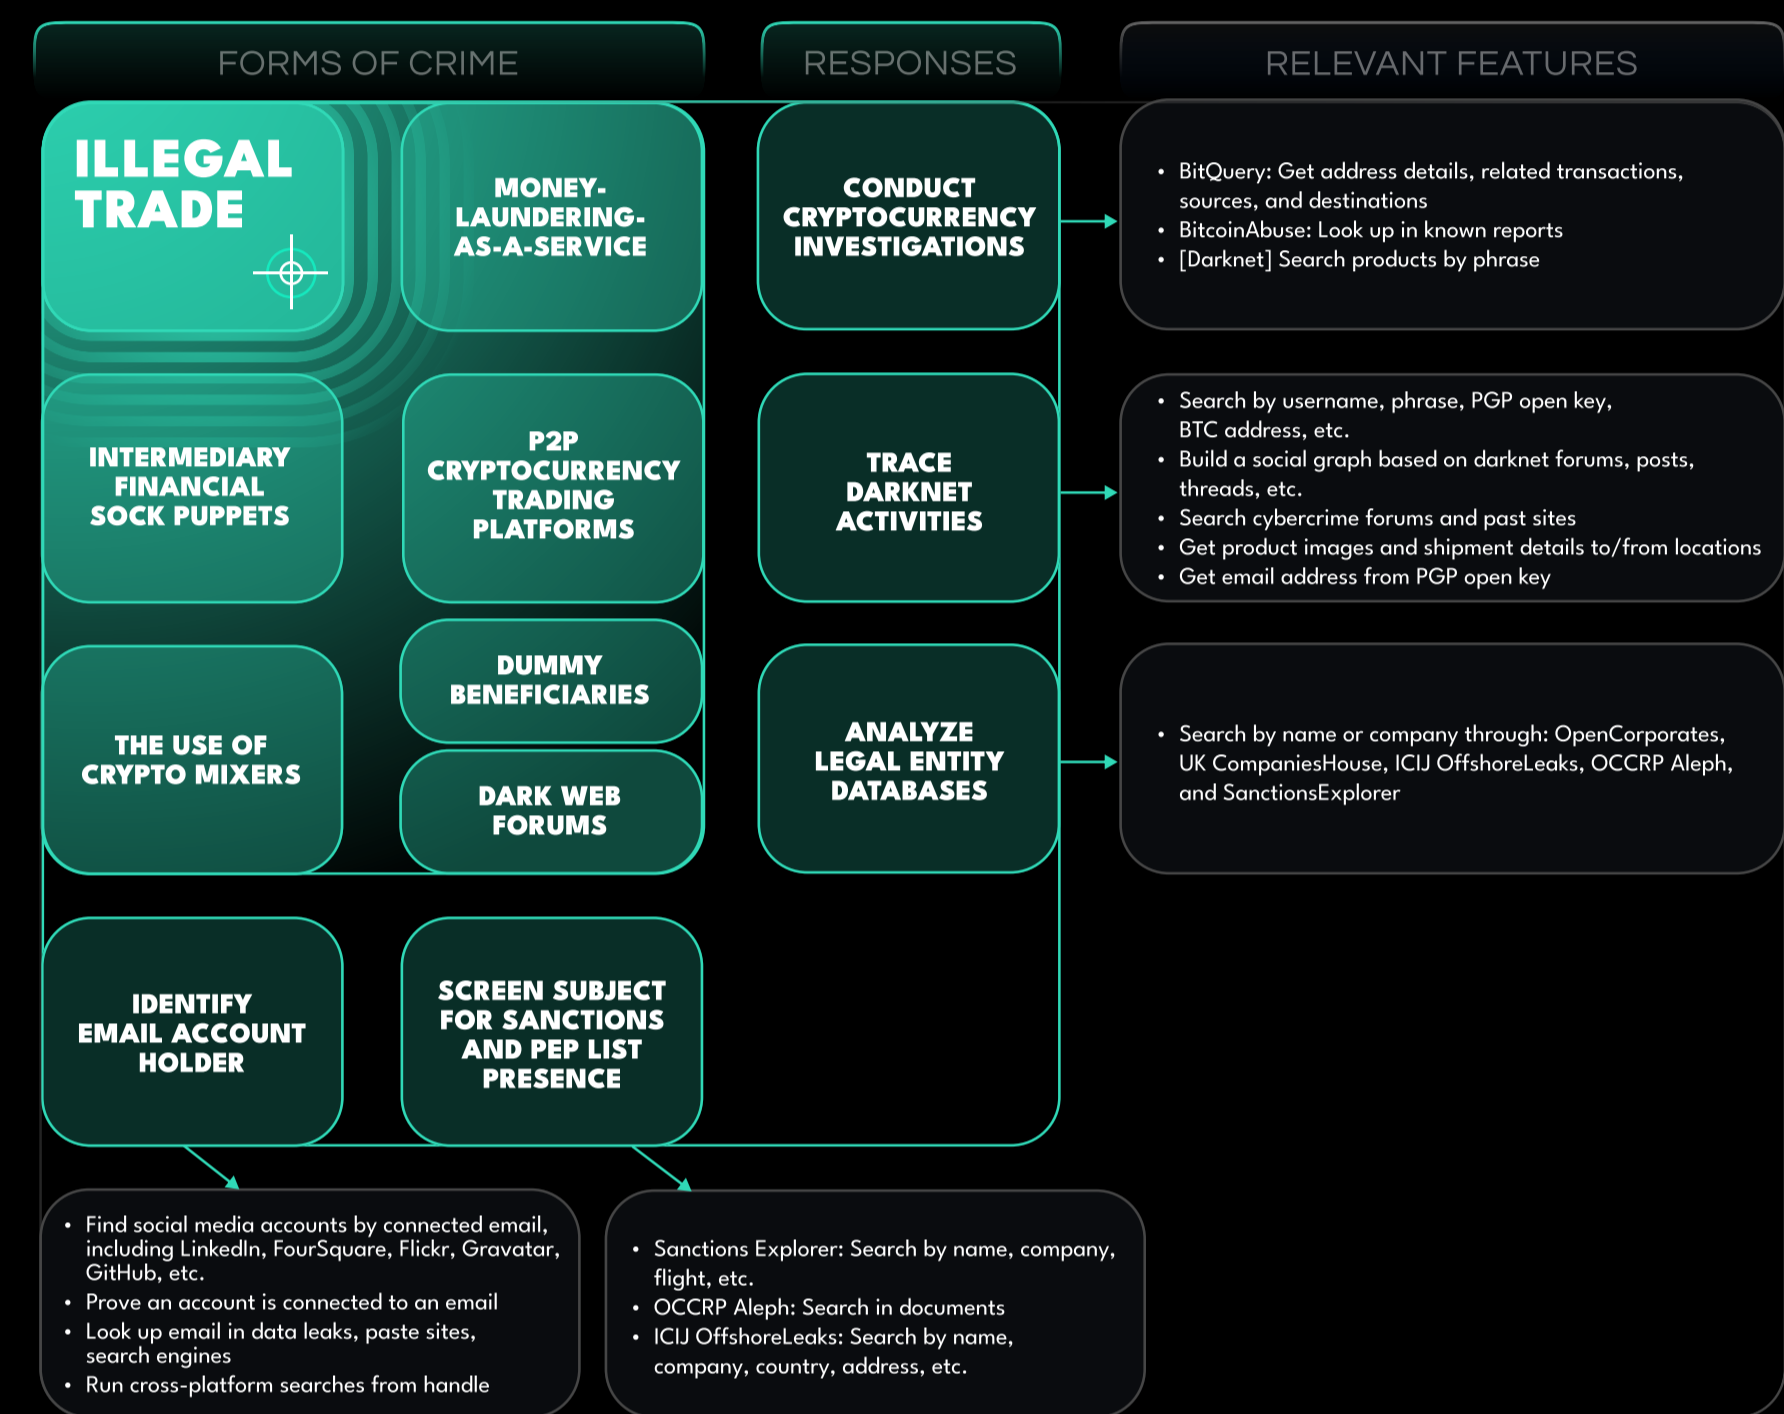 FORMS OF CRIME
RESPONSES
RELEVANT FEATURES
ILLEGAL
TRADE
MONEY-
LAUNDERING-
AS-A-SERVICE
CONDUCT
CRYPTOCURRENCY
INVESTIGATIONS
• BitQuery: Get address details, related transactions,
sources, and destinations
• BitcoinAbuse: Look up in known reports
• [Darknet] Search products by phrase
INTERMEDIARY
FINANCIAL
SOCK PUPPETS
P2P
CRYPTOCURRENCY
TRADING
PLATFORMS
TRACE
DARKNET
ACTIVITIES
• Search by username, phrase, PGP open key,
BTC address, etc.
• Build a social graph based on darknet forums, posts,
threads, etc.
• Search cybercrime forums and past sites
• Get product images and shipment details to/from locations
• Get email address from PGP open key
THE USE OF
CRYPTO MIXERS
DUMMY
BENEFICIARIES
DARK WEB
FORUMS
ANALYZE
LEGAL ENTITY
DATABASES
• Search by name or company through: OpenCorporates,
UK CompaniesHouse, ICIJ OffshoreLeaks, OCCRP Aleph,
and SanctionsExplorer
IDENTIFY
EMAIL ACCOUNT
HOLDER
SCREEN SUBJECT
FOR SANCTIONS
AND PEP LIST
PRESENCE
• Find social media accounts by connected email,
including LinkedIn, FourSquare, Flickr, Gravatar,
GitHub, etc.
• Prove an account is connected to an email
• Look up email in data leaks, paste sites,
search engines
• Run cross-platform searches from handle
• Sanctions Explorer: Search by name, company,
flight, etc.
• OCCRP Aleph: Search in documents
• ICIJ OffshoreLeaks: Search by name,
company, country, address, etc.